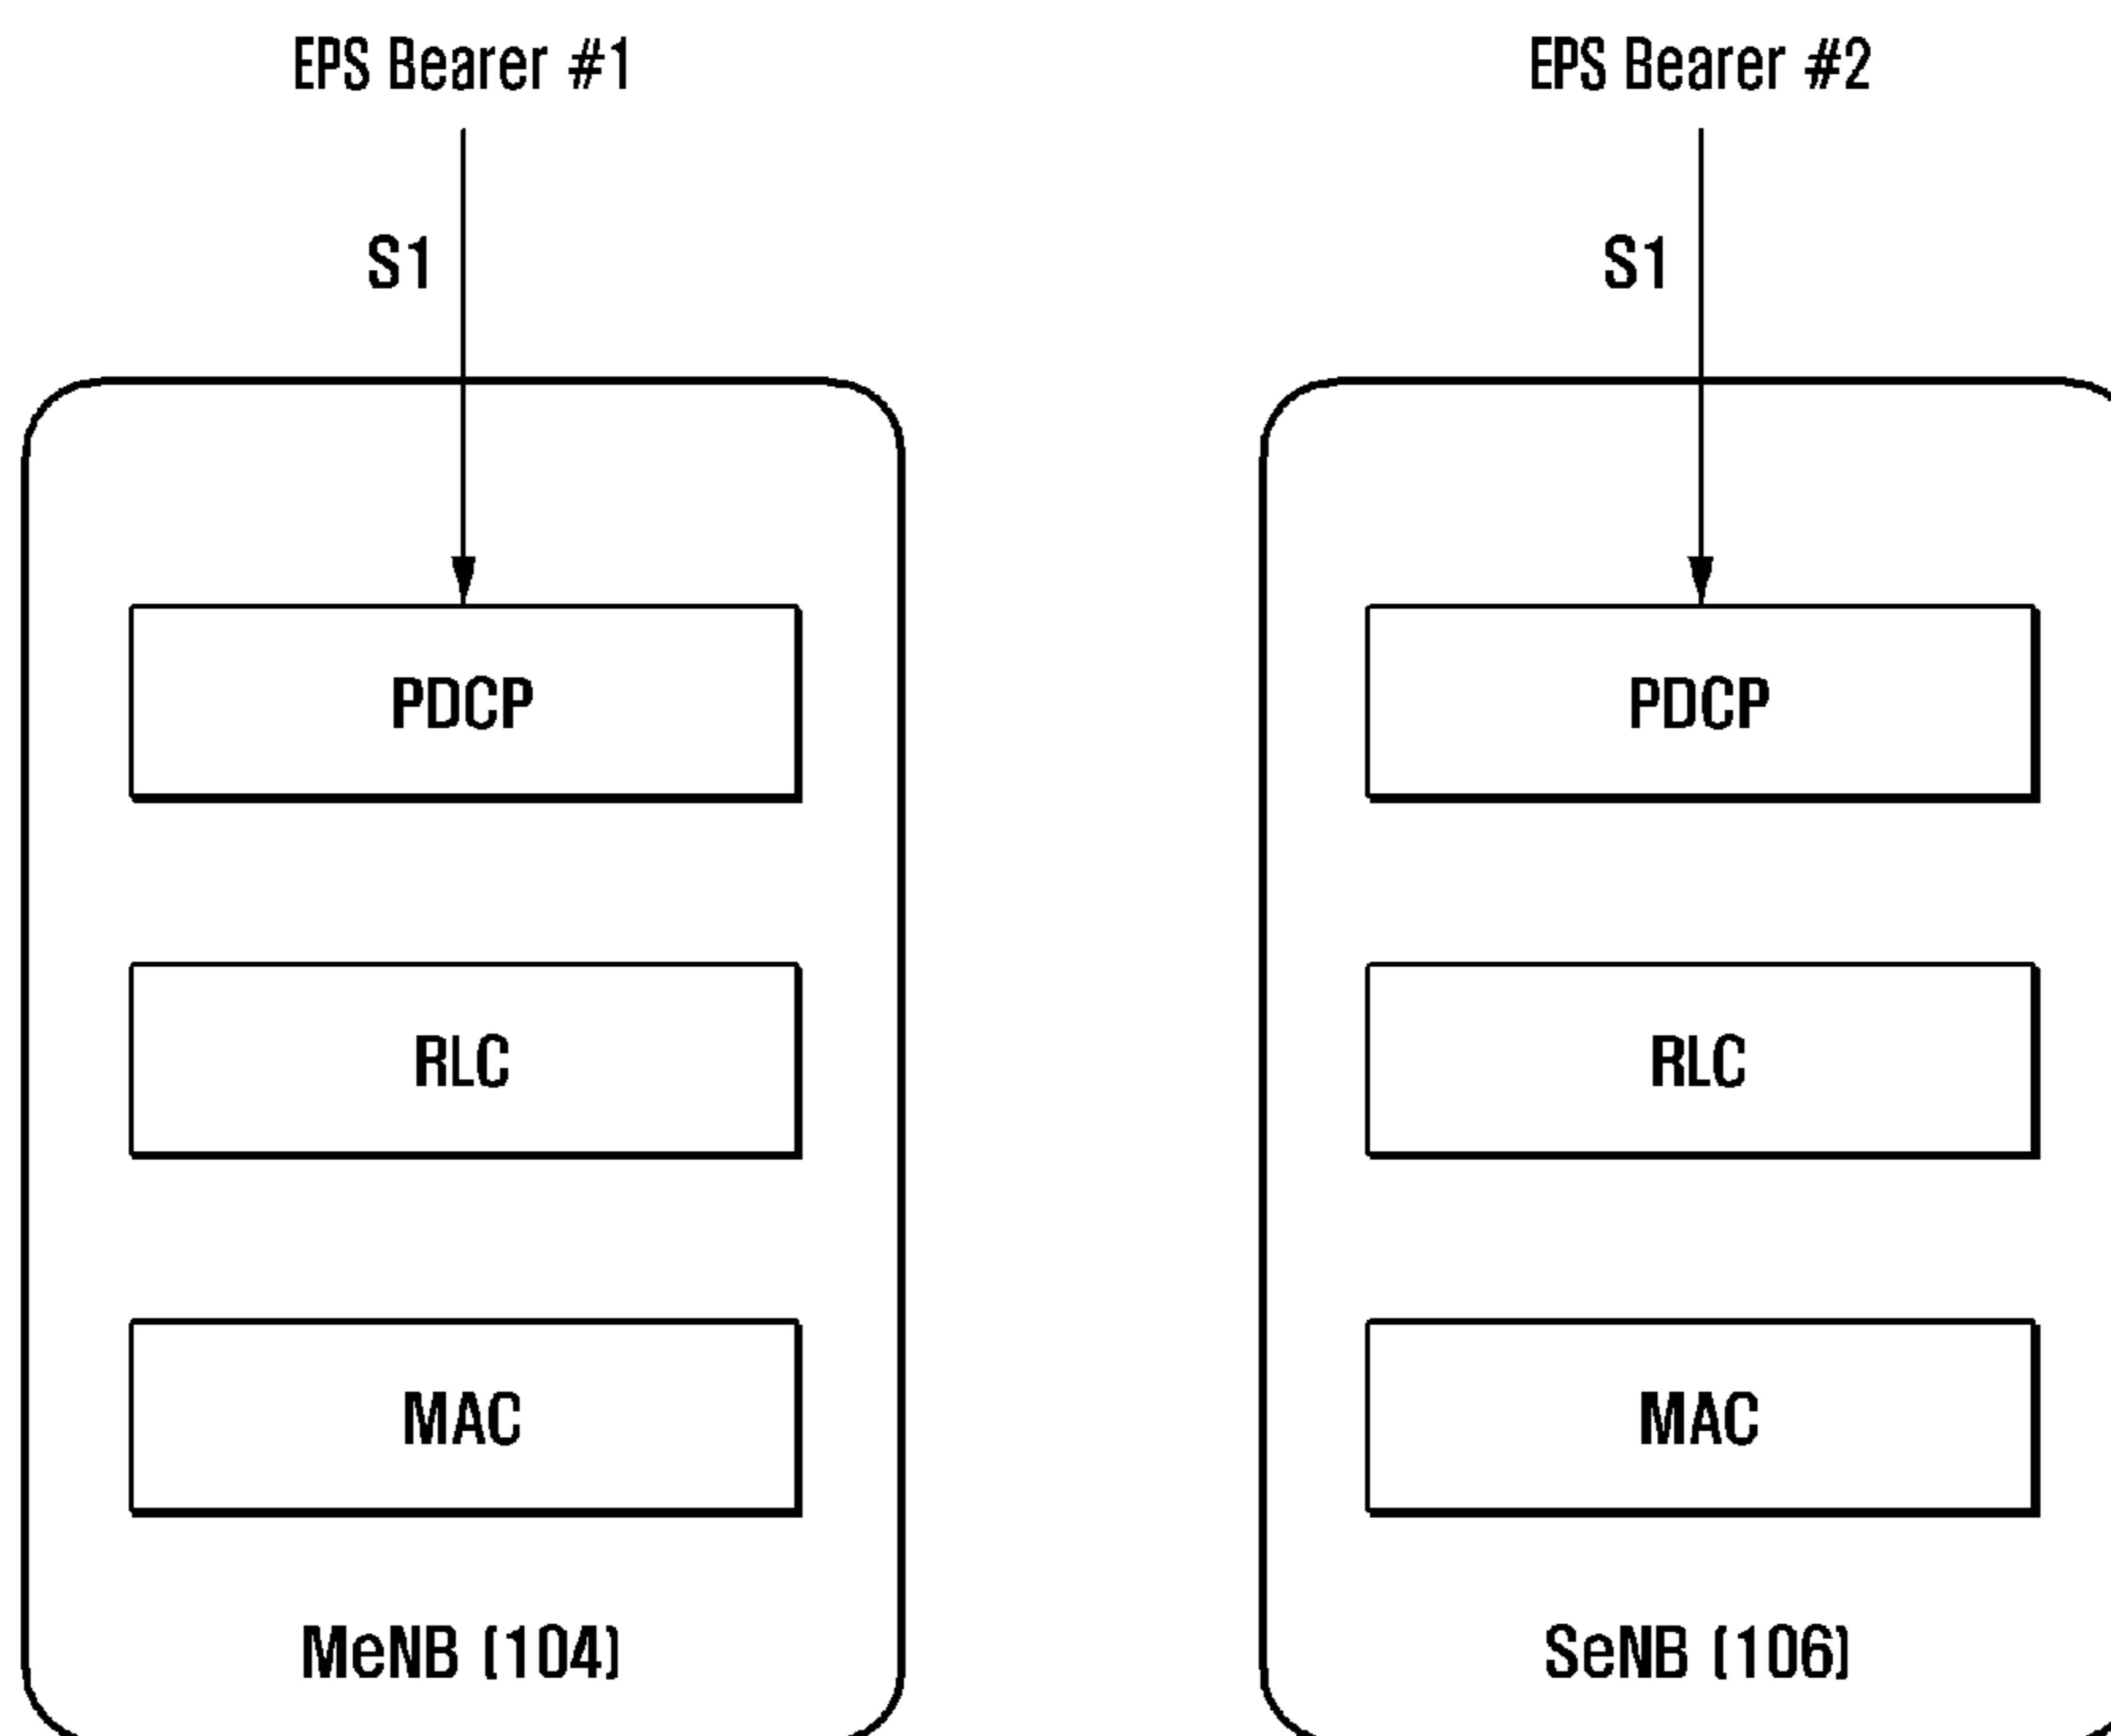 EPS Bearer #1
S1
PDCP
RLC
MAC
MeNB (104)
EPS Bearer #2
S1
PDCP
RLC
MAC
SeNB (106)